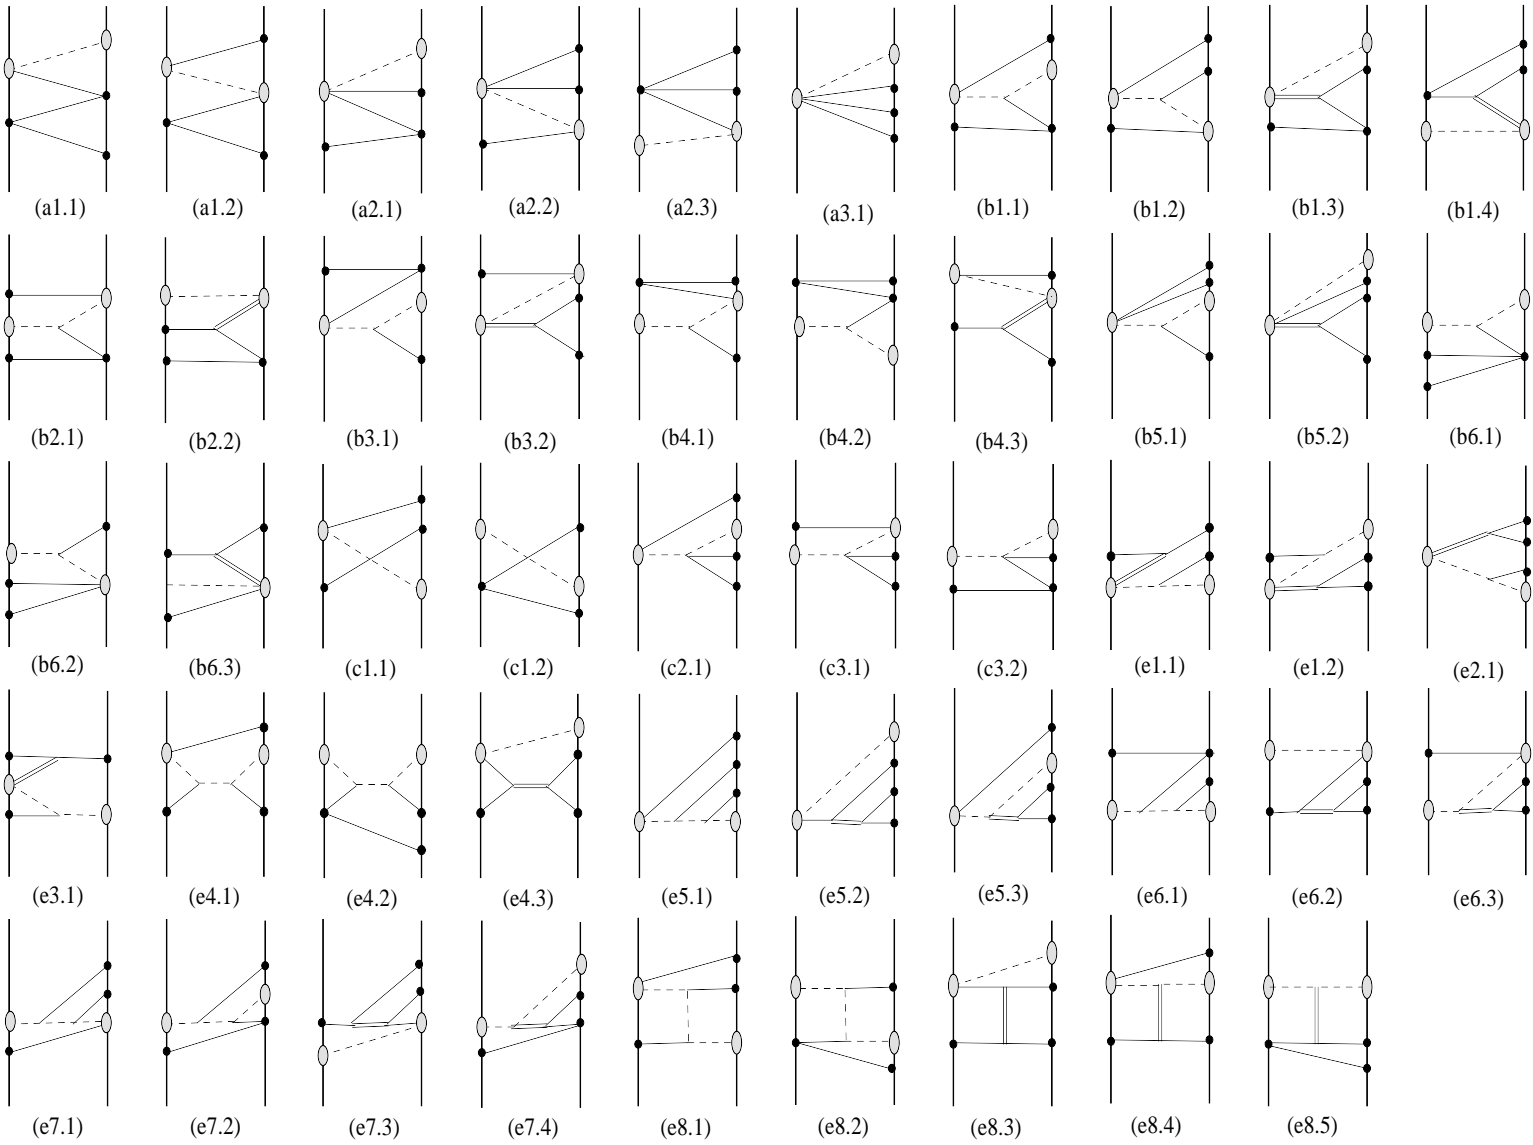 (a1.1) (a1.2) (a2.1) (a2.2) (a2.3) (a3.1) (b1.1) (b1.2) (b1.3) (b1.4)
(b2.1) (b2.2) (b3.1) (b3.2) (b4.1) (b4.2) (b4.3) (b5.1) (b5.2) (b6.1)
(b6.2) (b6.3) (c1.1) (c1.2) (c2.1) (c3.1) (c3.2) (e1.1) (e1.2) (e2.1)
(e3.1) (e4.1) (e4.2) (e4.3) (e5.1) (e5.2) (e5.3) (e6.1) (e6.2) (e6.3)
(e7.1) (e7.2) (e7.3) (e7.4) (e8.1) (e8.2) (e8.3) (e8.4) (e8.5)